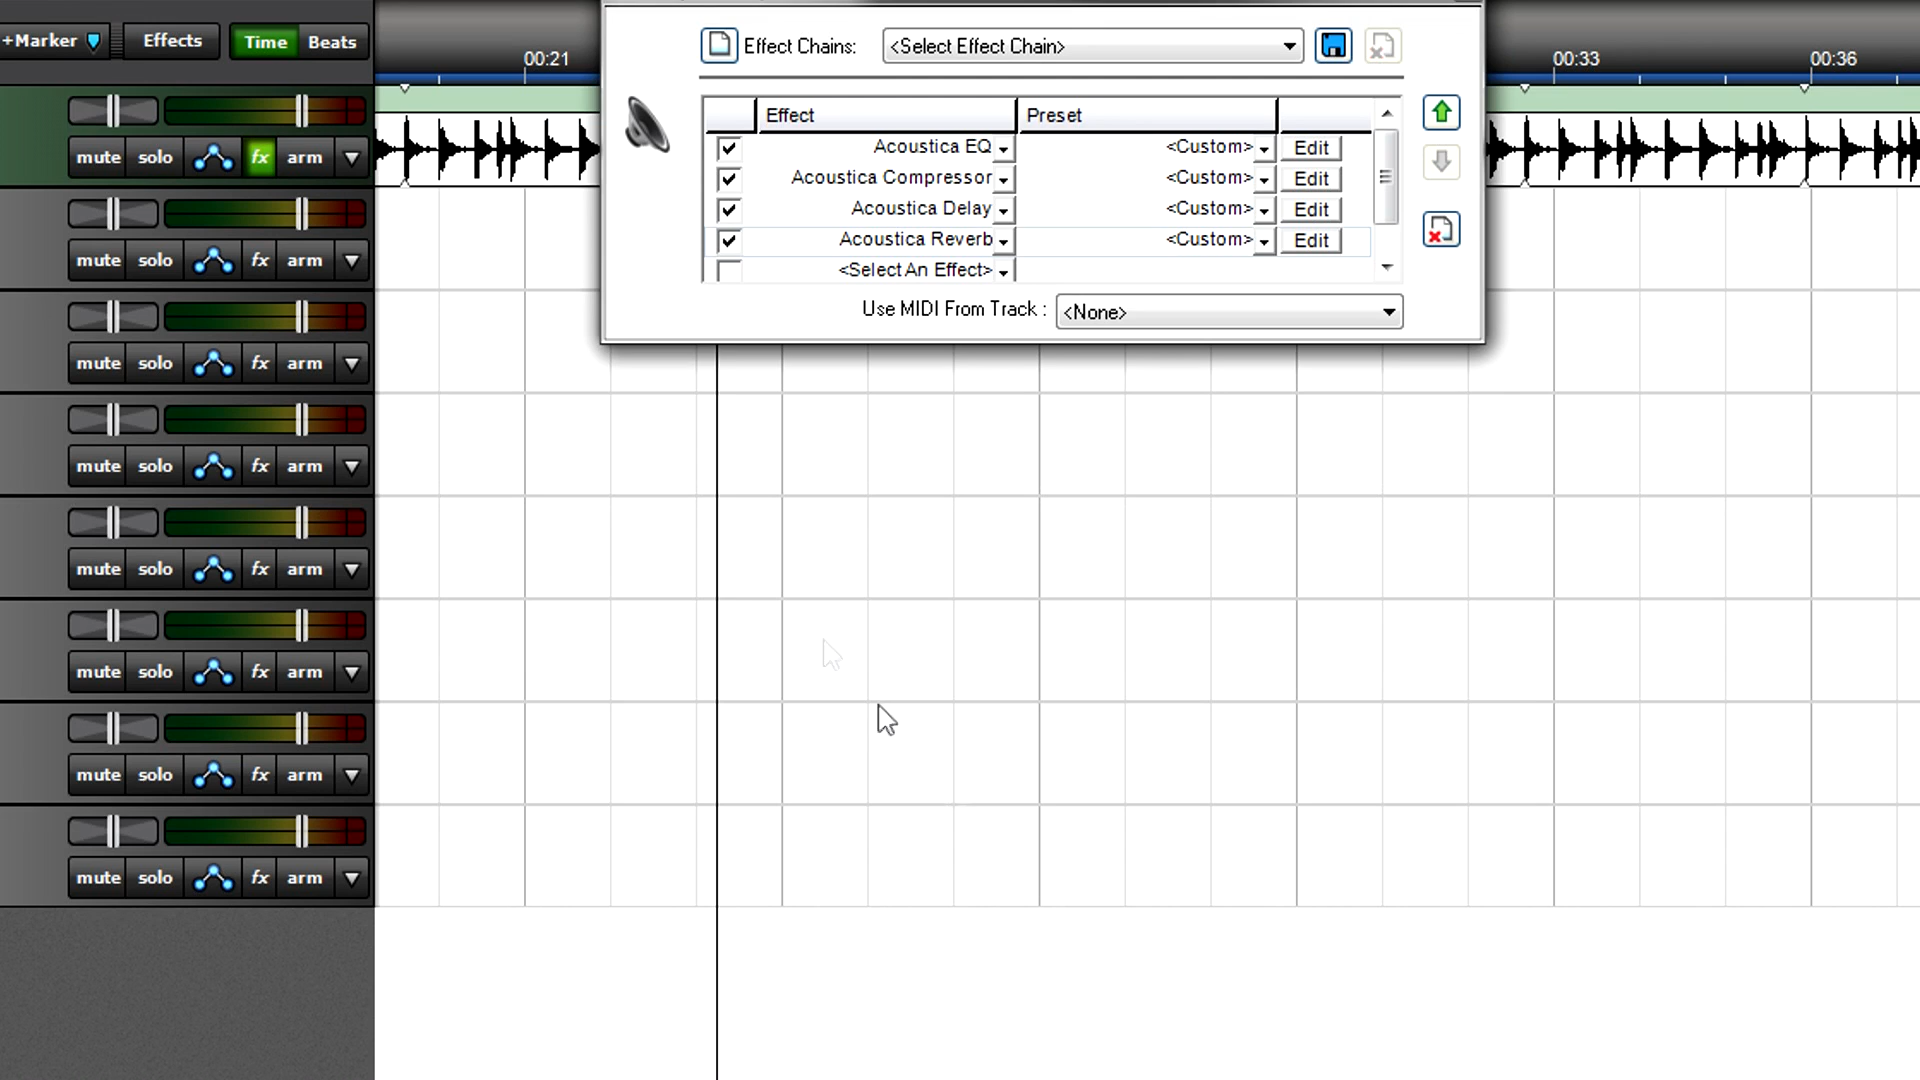 +Marker Effects Time Beats
00:21 00:33 00:36
Effect Chains: <Select Effect Chain>
Effect Preset
Acoustica EQ <Custom> Edit
Acoustica Compressor <Custom> Edit
Acoustica Delay <Custom> Edit
Acoustica Reverb <Custom> Edit
<Select An Effect>
Use MIDI From Track : <None>
mute solo fx arm
mute solo fx arm
mute solo fx arm
mute solo fx arm
mute solo fx arm
mute solo fx arm
mute solo fx arm
mute solo fx arm